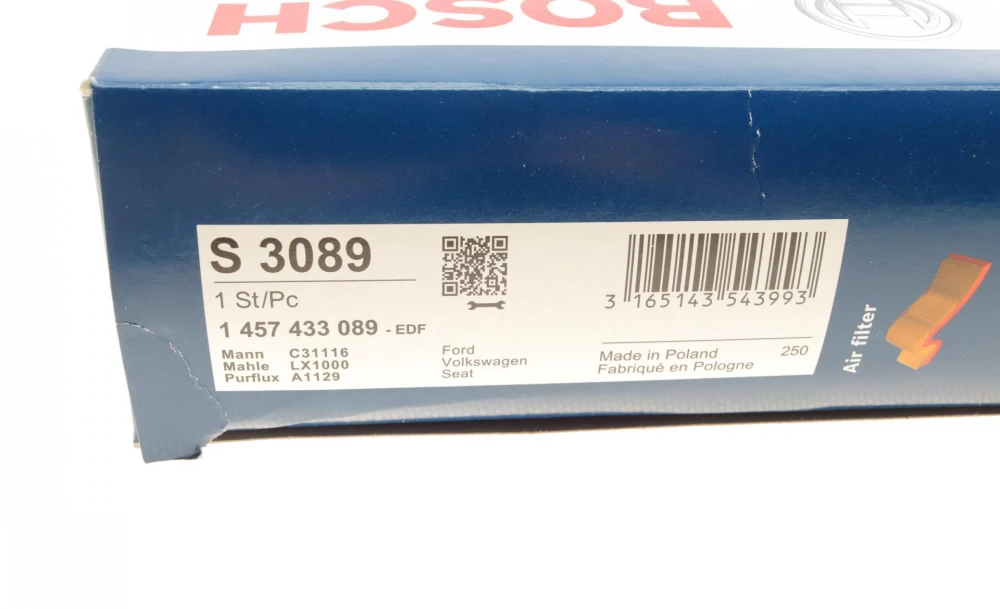 BOSCH
S 3089
1 St/Pc
1 457 433 089 - EDF
Mann C31116
Mahle LX1000
Purflux A1129
Ford
Volkswagen
Seat
3 165143 543993
Made in Poland 250
Fabriqué en Pologne
Air filter